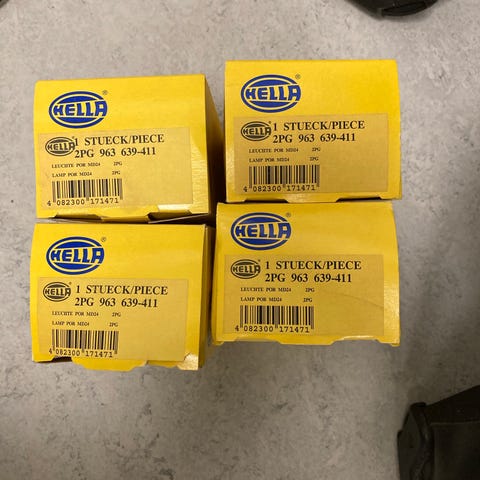 HELLA
HELLA 1 STUECK/PIECE
2PG 963 639-411
LEUCHTE POR MD24 2PG
LAMP POR MD24 2PG
4 082300 171471
HELLA
HELLA 1 STUECK/PIECE
2PG 963 639-411
LEUCHTE POR MD24 2PG
LAMP POR MD24 2PG
4 082300 171471
HELLA
HELLA 1 STUECK/PIECE
2PG 963 639-411
LEUCHTE POR MD24 2PG
LAMP POR MD24 2PG
4 082300 171471
HELLA
HELLA 1 STUECK/PIECE
2PG 963 639-411
LEUCHTE POR MD24 2PG
LAMP POR MD24 2PG
4 082300 171471